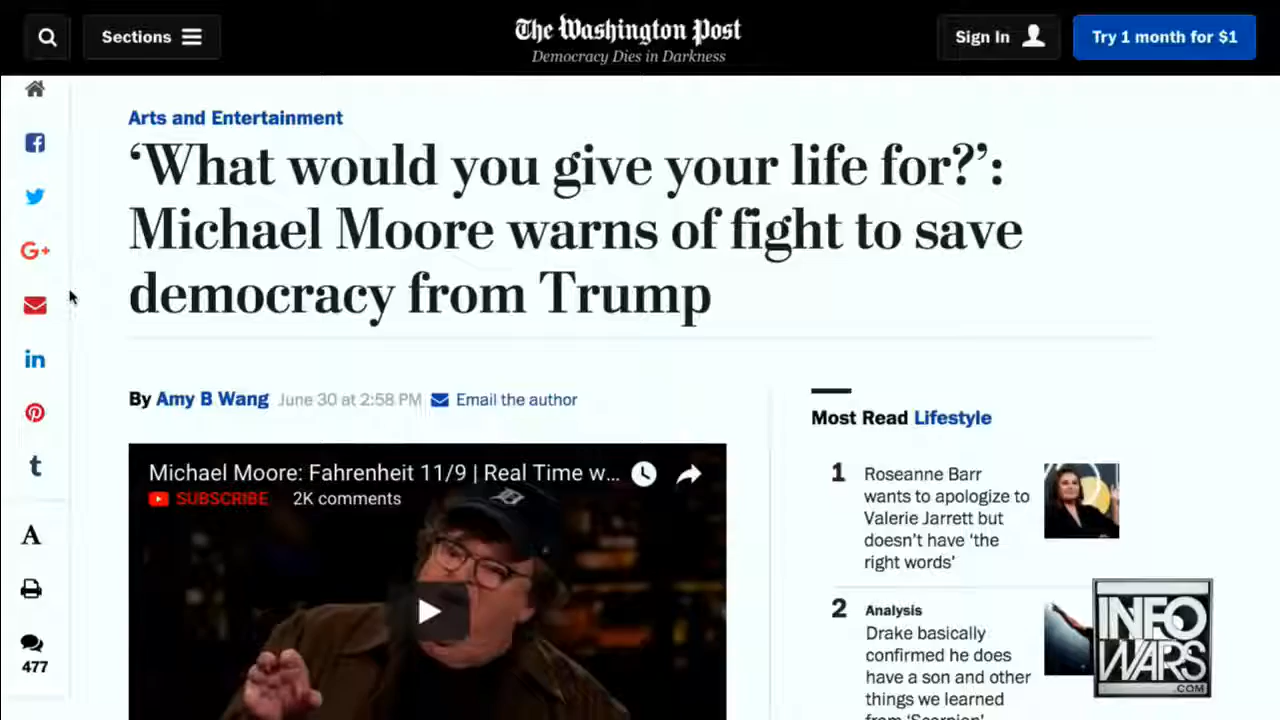 Sections
The Washington Post
Democracy Dies in Darkness
Sign In
Try 1 month for $1
Arts and Entertainment
‘What would you give your life for?’:
Michael Moore warns of fight to save
democracy from Trump
By Amy B Wang June 30 at 2:58 PM Email the author
Michael Moore: Fahrenheit 11/9 | Real Time w...
SUBSCRIBE 2K comments
D
G+
in
t
A
477
Most Read Lifestyle
1
Roseanne Barr
wants to apologize to
Valerie Jarrett but
doesn’t have ‘the
right words’
2
Analysis
Drake basically
confirmed he does
have a son and other
things we learned
from ‘Scorpion’
INFO
WARS
.COM